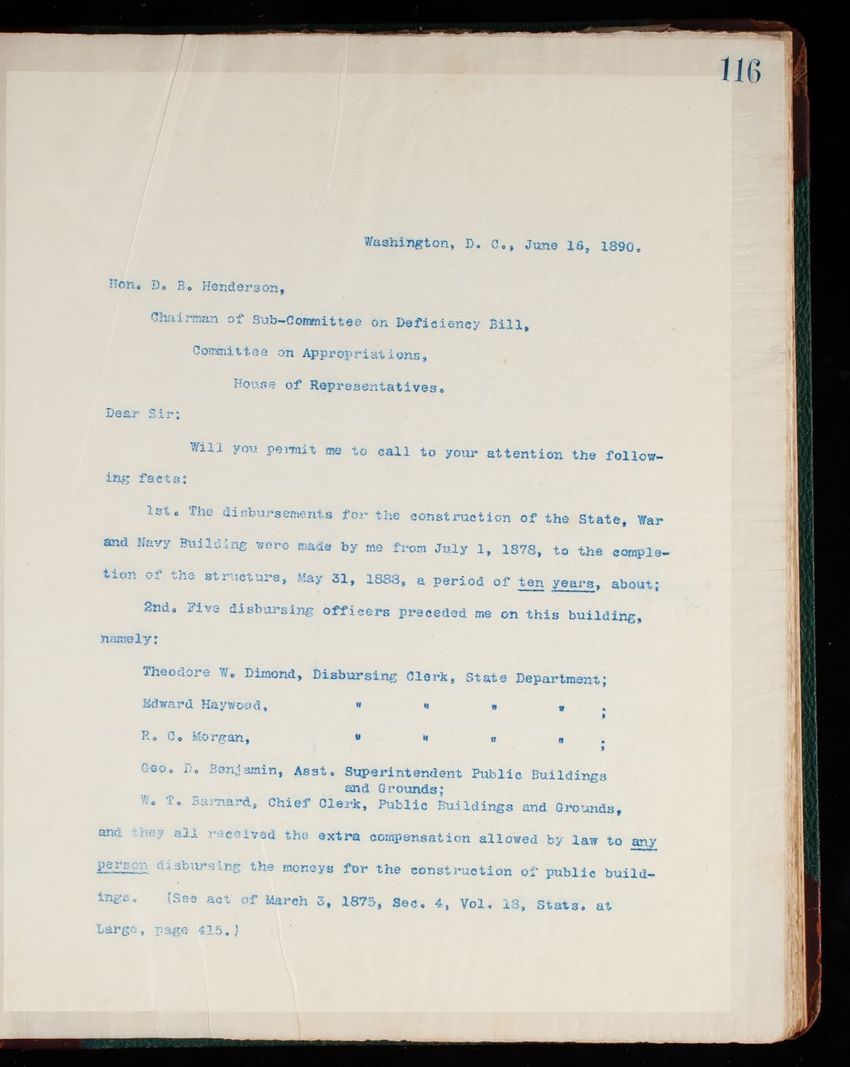 116
Washington, D. C., June 16, 1890.
Hon. D. B. Henderson,
Chairman of Sub-Committee on Deficiency Bill,
Committee on Appropriations,
House of Representatives.
Dear Sir:
Will you permit me to call to your attention the follow-
ing facts:
1st. The disbursements for the construction of the State, War
and Navy Building were made by me from July 1, 1878, to the comple-
tion of the structure, May 31, 1888, a period of ten years, about;
2nd. Five disbursing officers preceded me on this building,
namely:
Theodore W. Dimond, Disbursing Clerk, State Department;
Edward Haywood, " " " " ;
R. C. Morgan, " " " " ;
Geo. D. Benjamin, Asst. Superintendent Public Buildings
and Grounds;
W. T. Barnard, Chief Clerk, Public Buildings and Grounds,
and they all received the extra compensation allowed by law to any
person disbursing the moneys for the construction of public build-
ings. (See act of March 3, 1875, Sec. 4, Vol. 18, Stats. at
Large, page 415.)